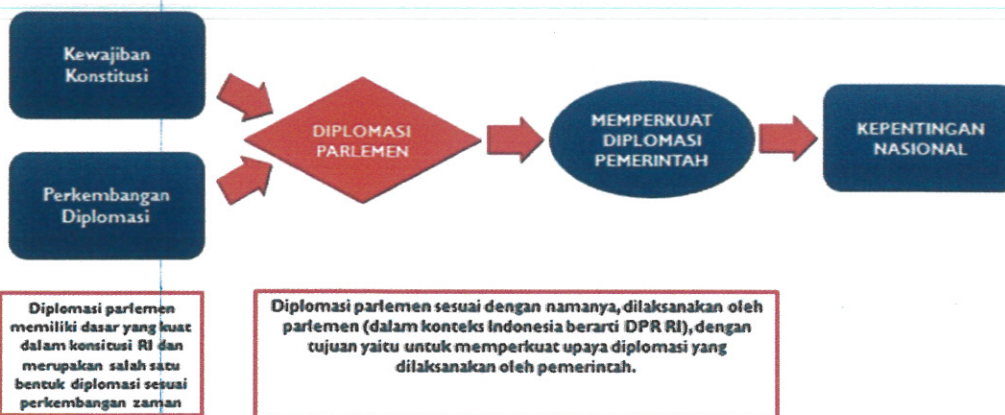 Kewajiban
Konstitusi
Perkembangan
Diplomasi
DIPLOMASI
PARLEMEN
MEMPERKUAT
DIPLOMASI
PEMERINTAH
KEPENTINGAN
NASIONAL
Diplomasi parlemen
memiliki dasar yang kuat
dalam konsitusi RI dan
merupakan salah satu
bentuk diplomasi sesuai
perkembangan zaman
Diplomasi parlemen sesuai dengan namanya, dilaksanakan oleh
parlemen (dalam konteks Indonesia berarti DPR RI), dengan
tujuan yaitu untuk memperkuat upaya diplomasi yang
dilaksanakan oleh pemerintah.